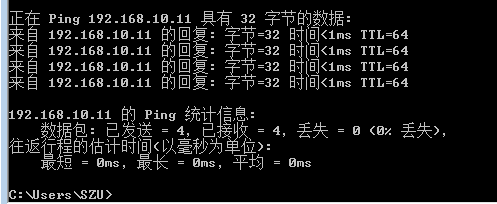 正在 Ping 192.168.10.11 具有 32 字节的数据:
来自 192.168.10.11 的回复: 字节=32 时间<1ms TTL=64
来自 192.168.10.11 的回复: 字节=32 时间<1ms TTL=64
来自 192.168.10.11 的回复: 字节=32 时间<1ms TTL=64
来自 192.168.10.11 的回复: 字节=32 时间<1ms TTL=64
192.168.10.11 的 Ping 统计信息:
数据包: 已发送 = 4, 已接收 = 4, 丢失 = 0 (0% 丢失),
往返行程的估计时间(以毫秒为单位):
最短 = 0ms, 最长 = 0ms, 平均 = 0ms
C:\Users\SZU>